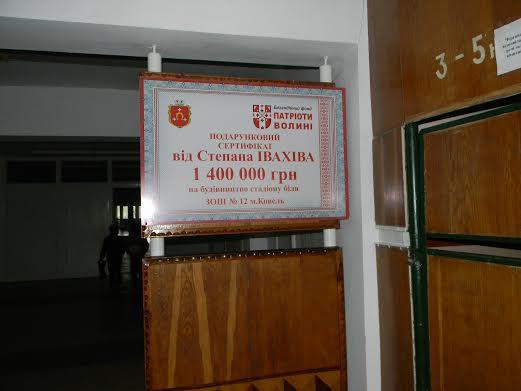 Благодійний фонд
ПАТРІОТИ
ВОЛИНІ
ПОДАРУНКОВИЙ
СЕРТИФІКАТ
від Степана ІВАХІВА
1 400 000 грн
на будівництво стадіону біля
ЗОШ № 12 м.Ковель
3-5